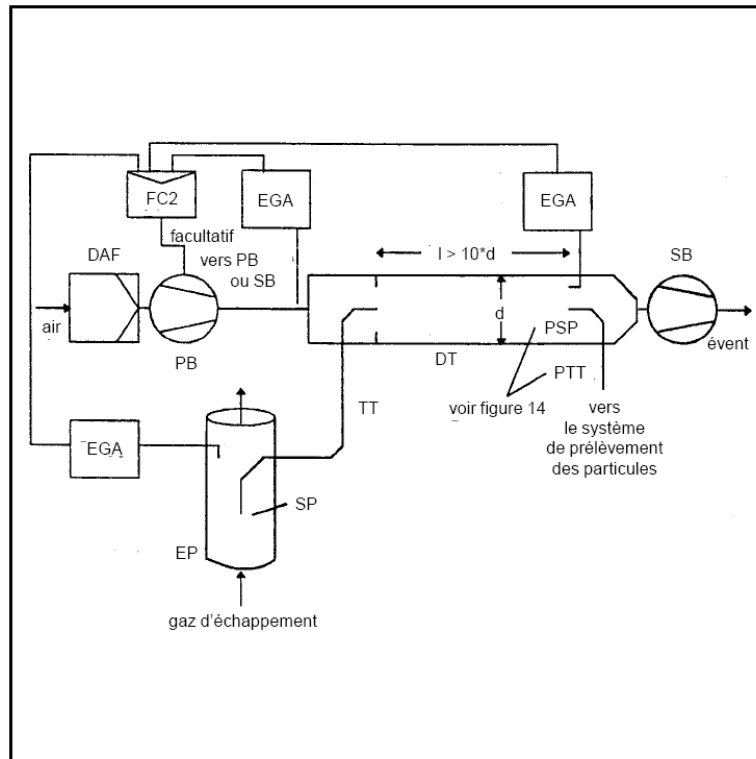 FC2
EGA
EGA
facultatif
vers PB
ou SB
DAF
l > 10*d
SB
air
d
PSP
évent
PB
DT
PTT
TT
voir figure 14
vers
le système
de prélèvement
des particules
EGA
SP
EP
gaz d'échappement